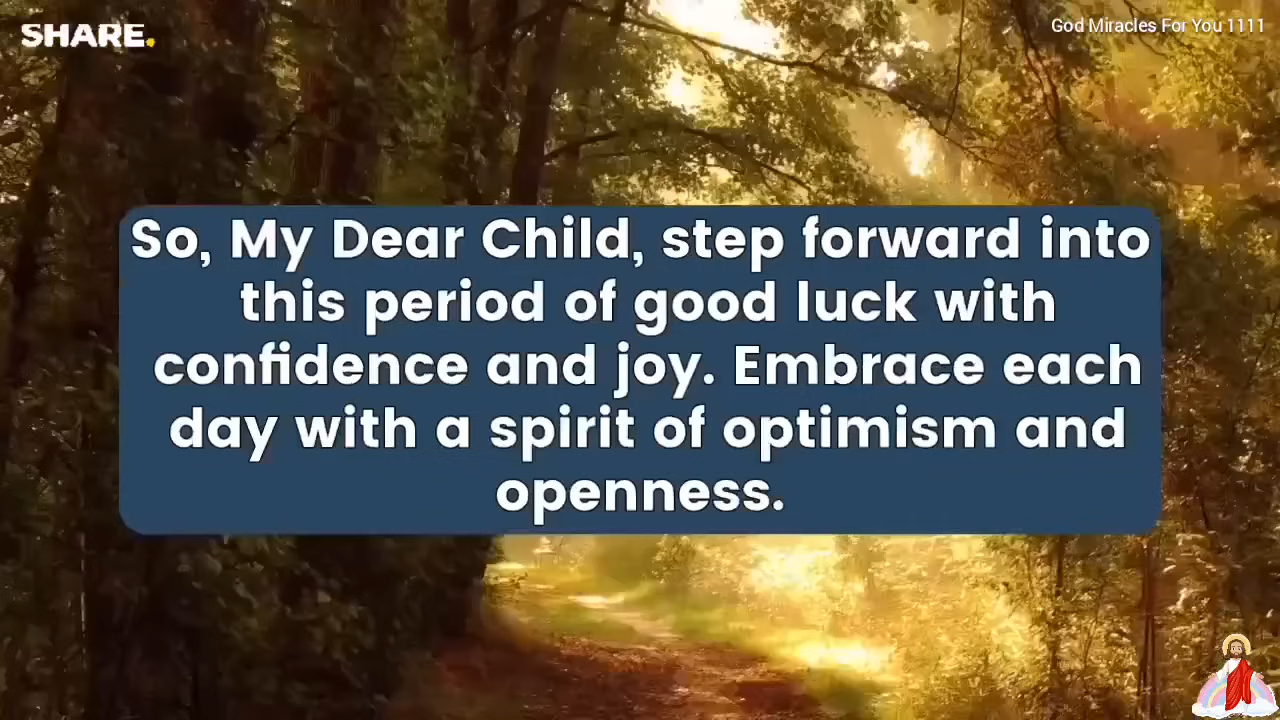 SHARE.
God Miracles For You 1111
So, My Dear Child, step forward into
this period of good luck with
confidence and joy. Embrace each
day with a spirit of optimism and
openness.